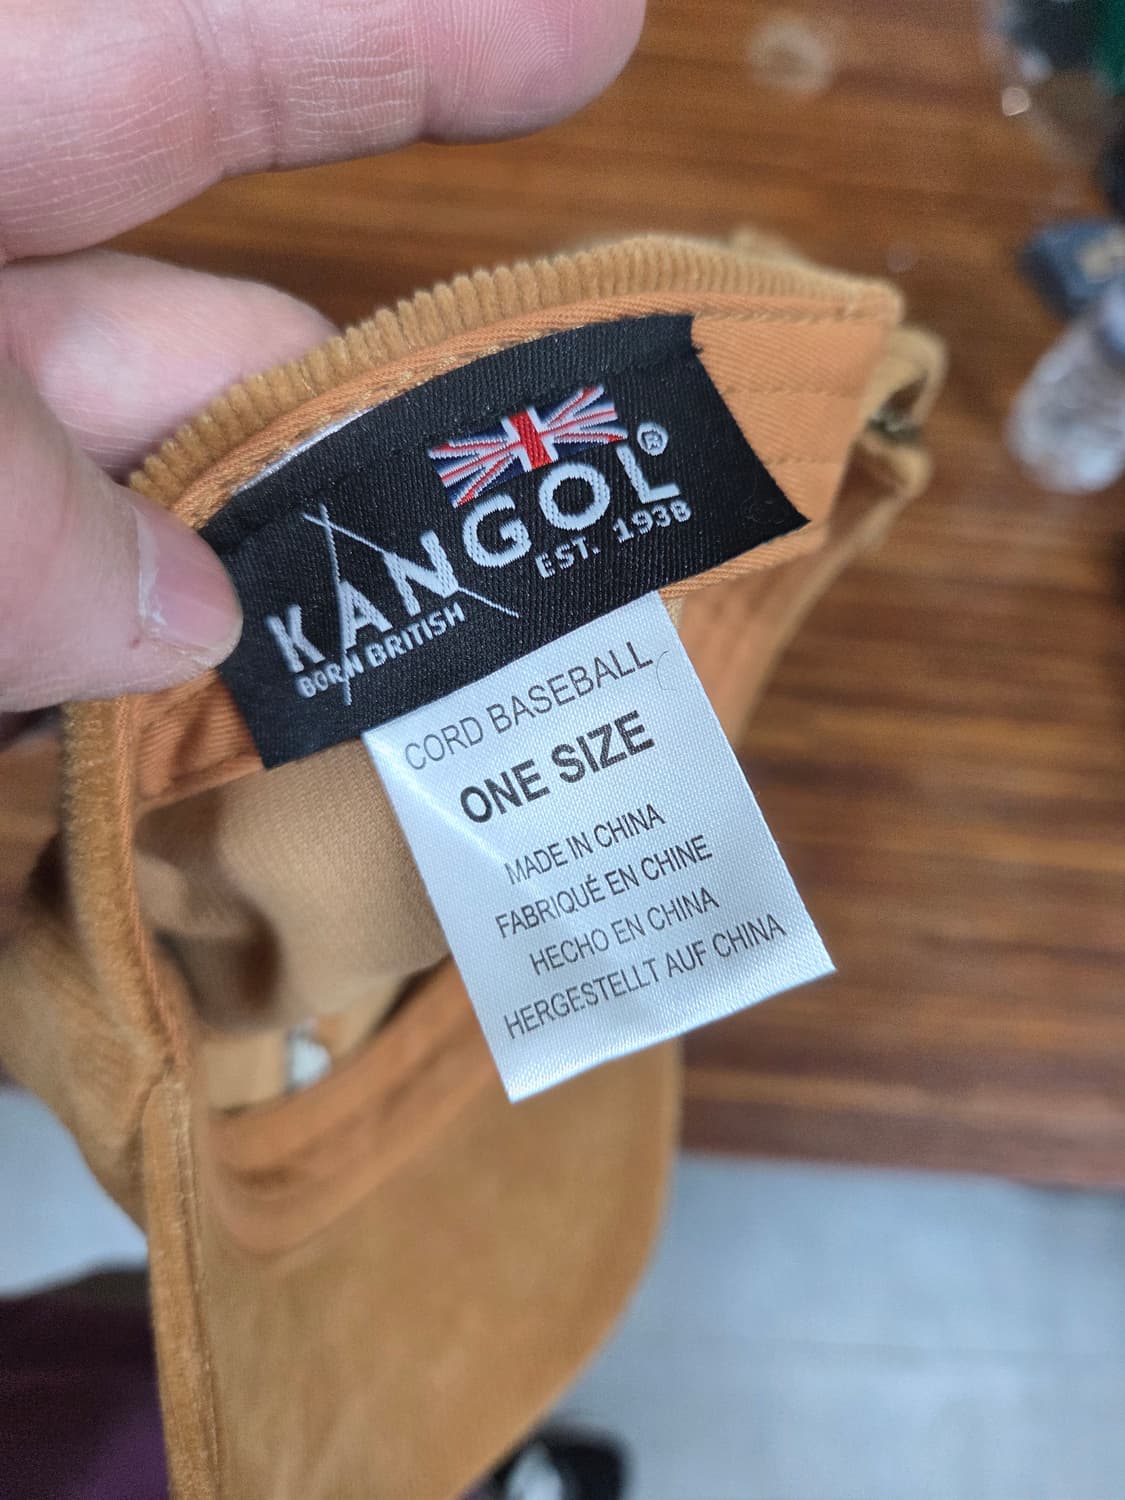 KANGOL®
BORN BRITISH EST. 1938
CORD BASEBALL
ONE SIZE
MADE IN CHINA
FABRIQUÉ EN CHINE
HECHO EN CHINA
HERGESTELLT AUF CHINA